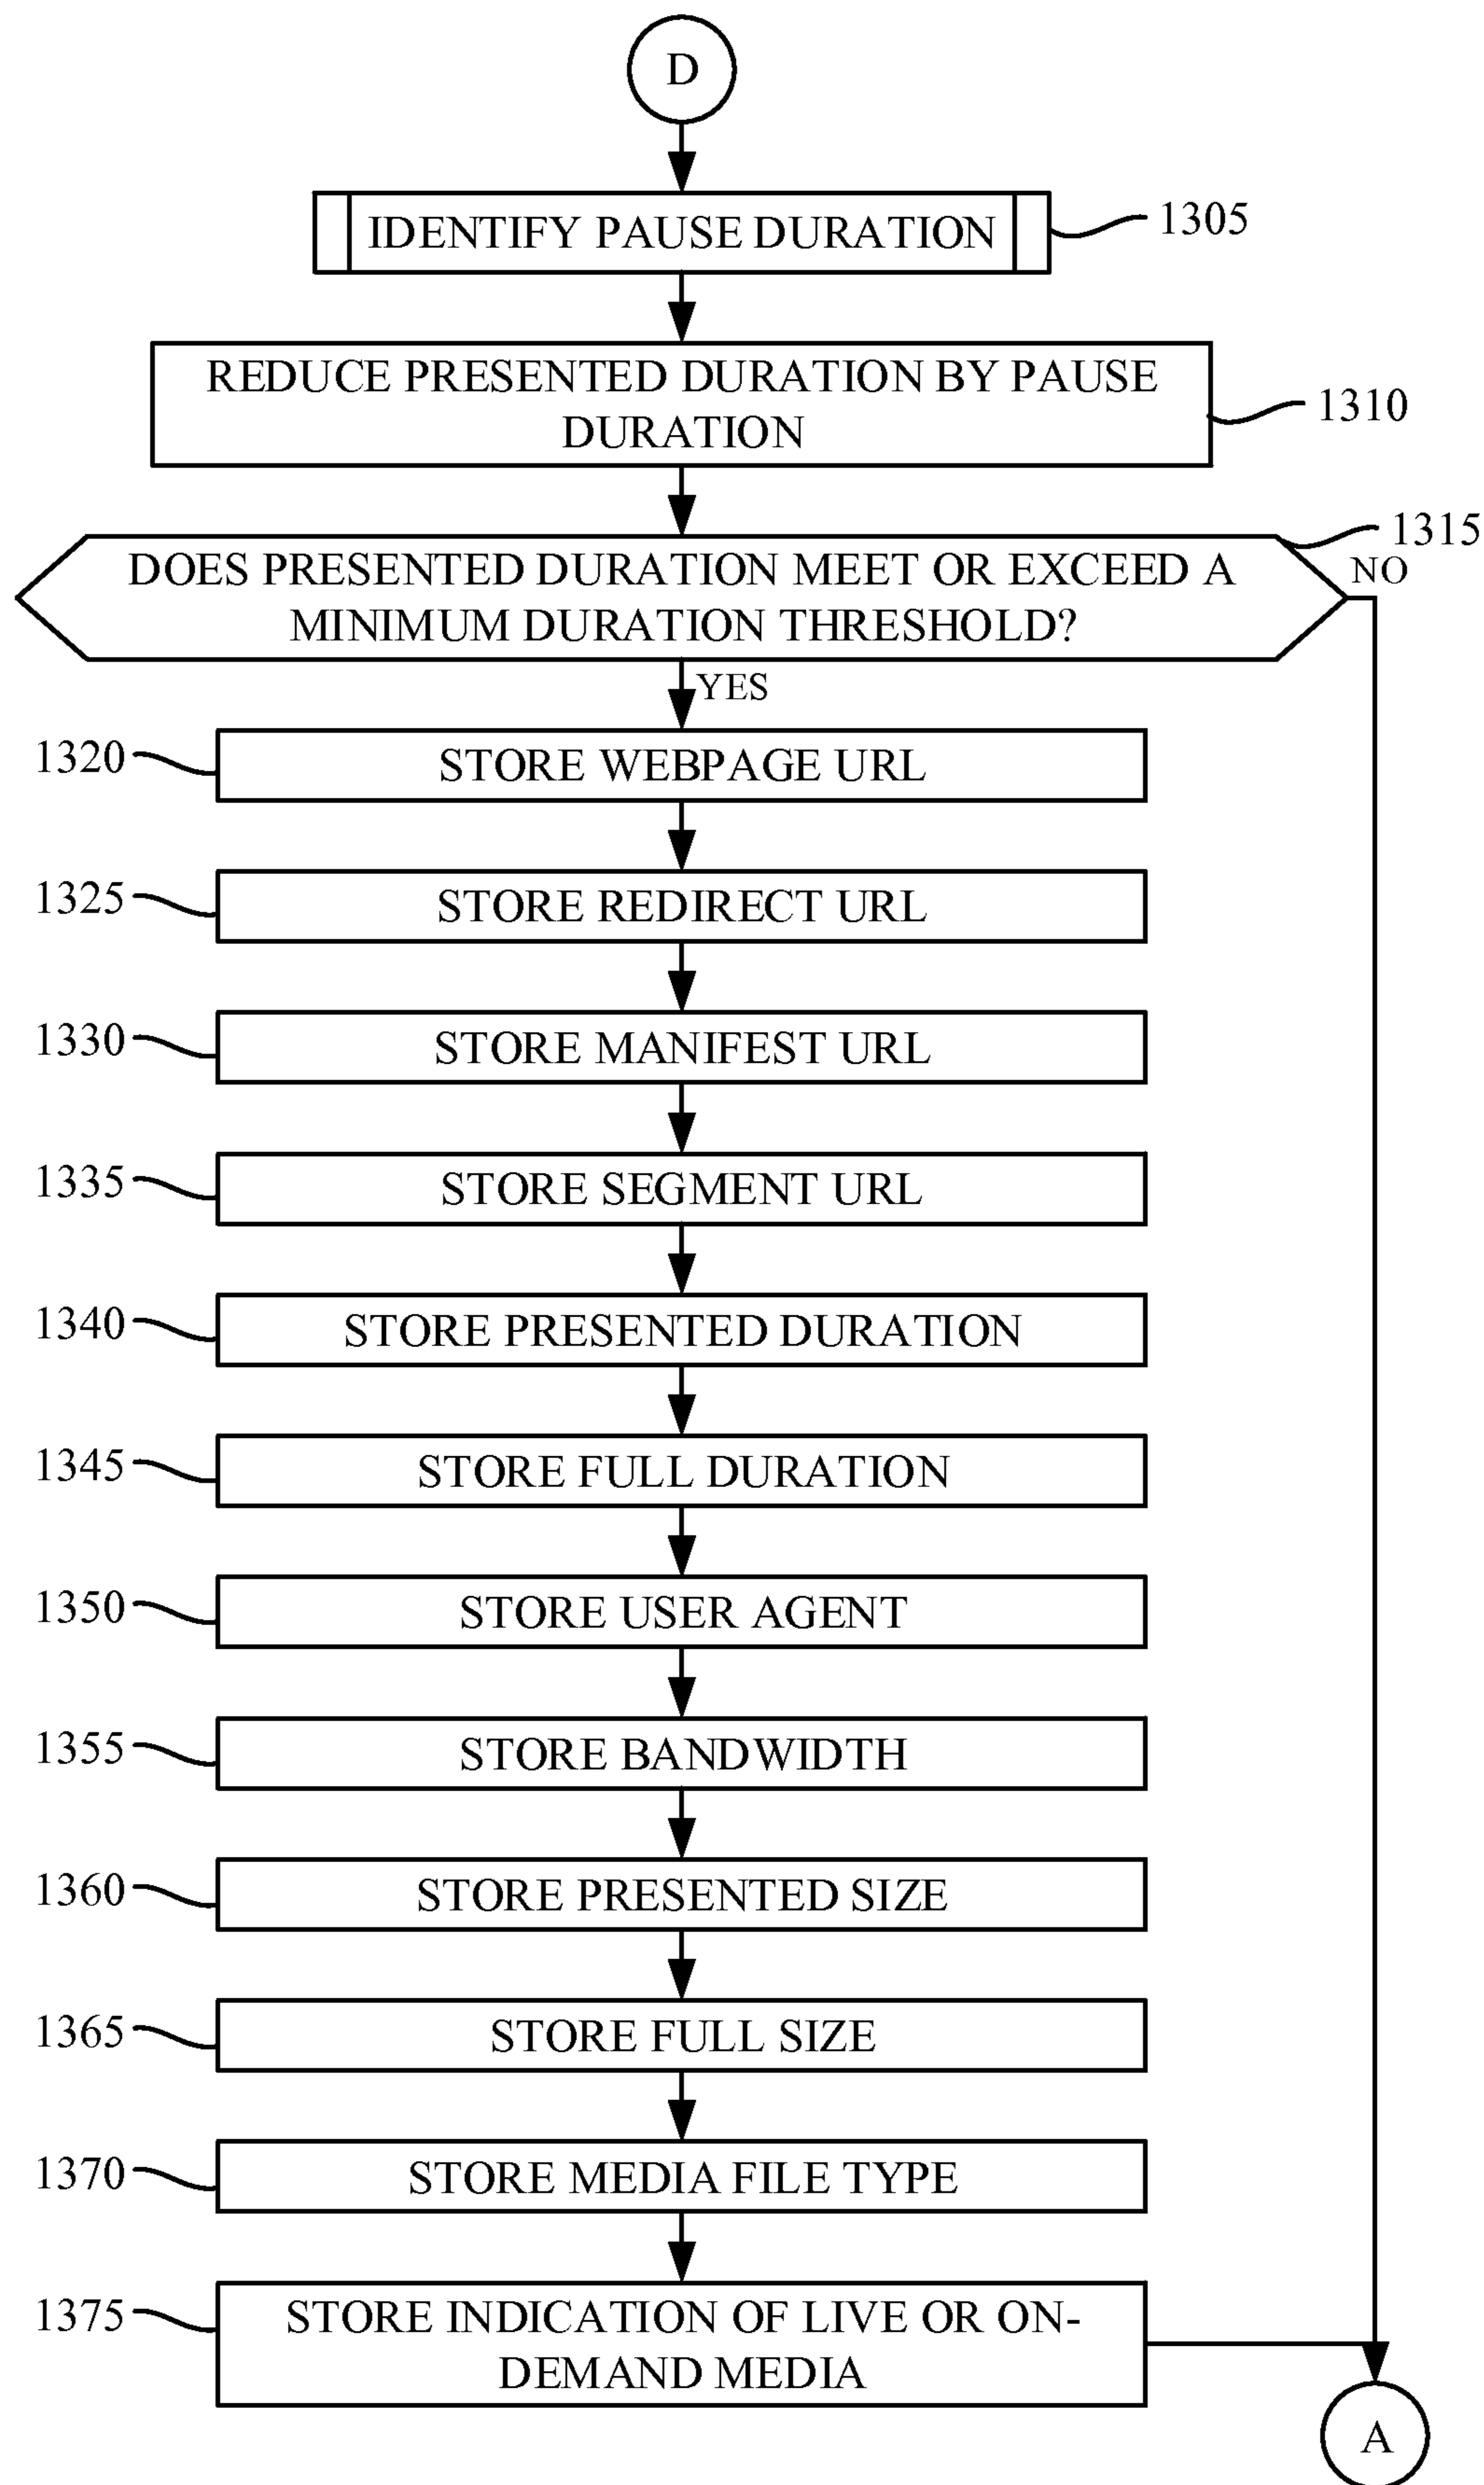 D
IDENTIFY PAUSE DURATION
1305
REDUCE PRESENTED DURATION BY PAUSE
DURATION
1310
1315
DOES PRESENTED DURATION MEET OR EXCEED A
MINIMUM DURATION THRESHOLD?
NO
YES
1320
STORE WEBPAGE URL
1325
STORE REDIRECT URL
1330
STORE MANIFEST URL
1335
STORE SEGMENT URL
1340
STORE PRESENTED DURATION
1345
STORE FULL DURATION
1350
STORE USER AGENT
1355
STORE BANDWIDTH
1360
STORE PRESENTED SIZE
1365
STORE FULL SIZE
1370
STORE MEDIA FILE TYPE
1375
STORE INDICATION OF LIVE OR ON-
DEMAND MEDIA
A